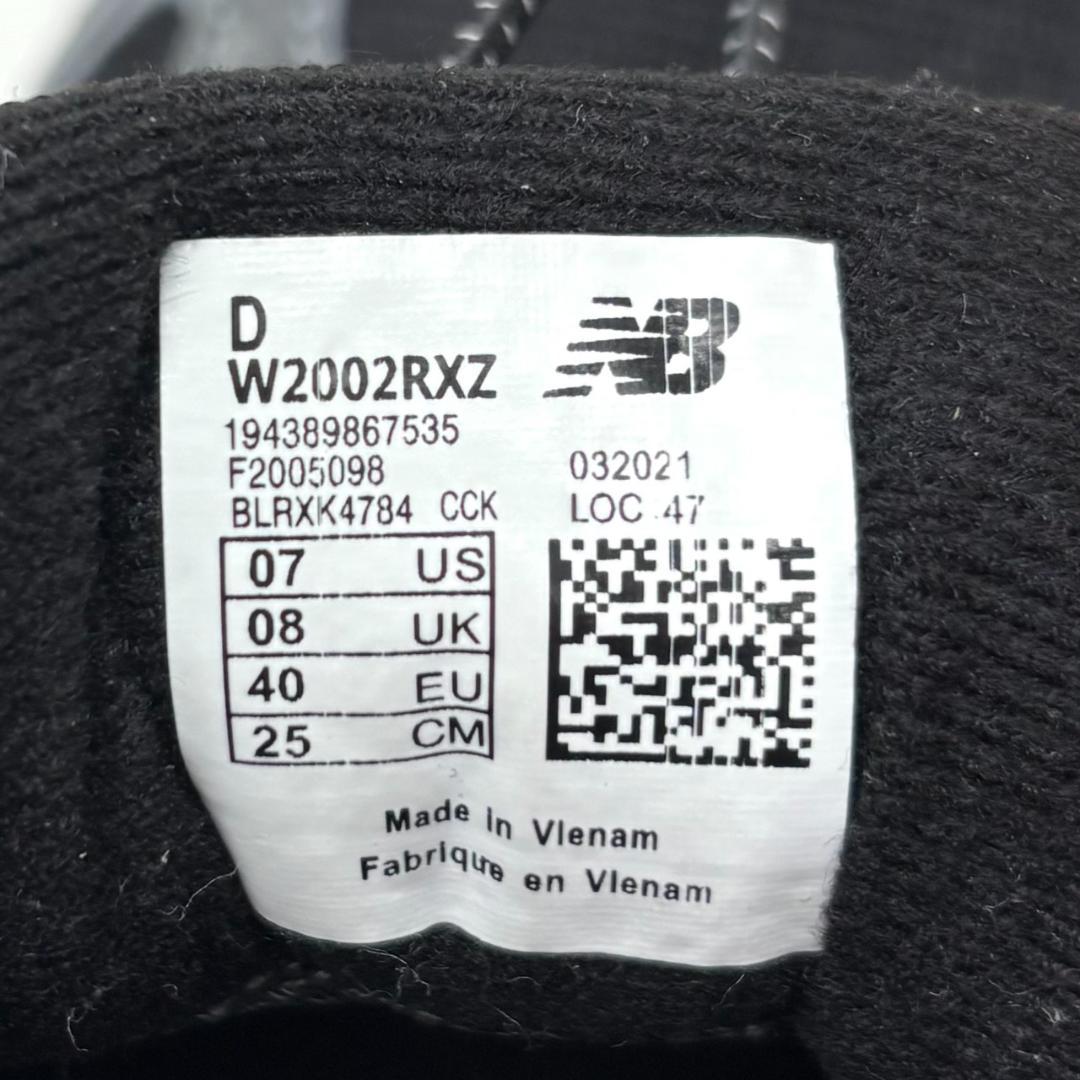 D
NB
W2002RXZ
194389867535
F2005098 032021
BLRXK4784 CCK LOC 47
07 US
08 UK
40 EU
25 CM
Made in VIenam
Fabrique en VIenam